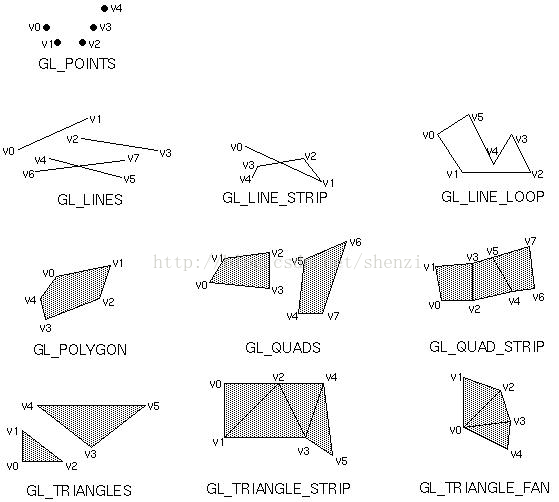 v4
v0 v3
v1 v2
GL_POINTS
v1 v5
v2 v0 v3
v0 v4 v7 v3 v2 v4
v6 v5 v3 v4 v1 v1 v2
GL_LINES GL_LINE_STRIP GL_LINE_LOOP
v6 v7
v1 v1 v2 v5 v3 v5
http:// et/shenzi
v0 v0 v3 v1
v4 v2 v6
v3 v4 v7 v0 v2 v4
GL_POLYGON GL_QUADS GL_QUAD_STRIP
v0 v2 v4 v1
v4 v5 v2
v1 v3 v0 v3
v0 v2 v1 v3 v5 v4
GL_TRIANGLES GL_TRIANGLE_STRIP GL_TRIANGLE_FAN